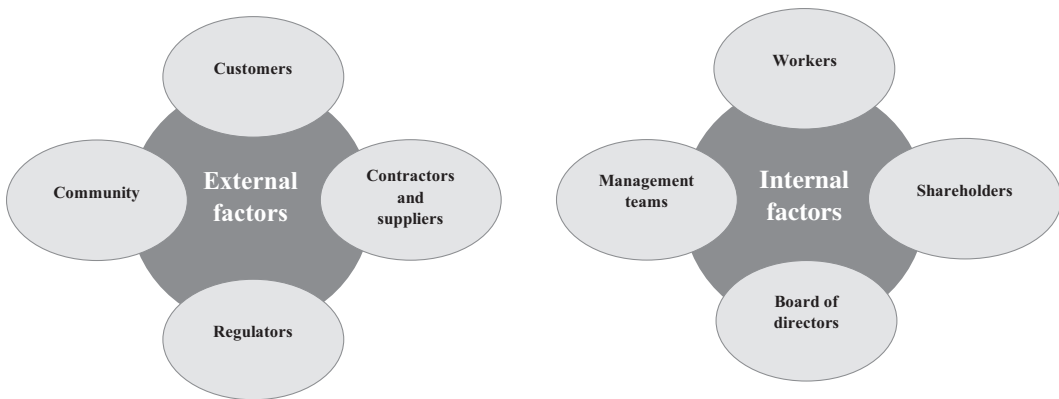 Customers
Community
External
factors
Contractors
and
suppliers
Regulators
Workers
Management
teams
Internal
factors
Shareholders
Board of
directors